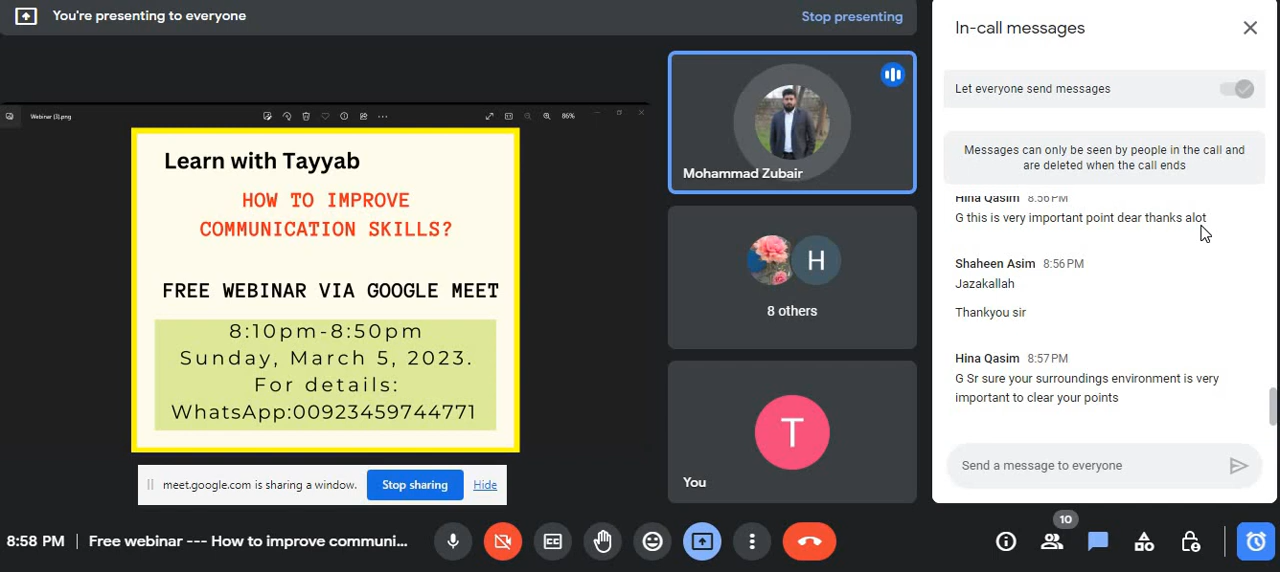 You're presenting to everyone
Stop presenting
Webinar (3).png
86%
Learn with Tayyab
HOW TO IMPROVE
COMMUNICATION SKILLS?
FREE WEBINAR VIA GOOGLE MEET
8:10pm-8:50pm
Sunday, March 5, 2023.
For details:
WhatsApp:00923459744771
meet.google.com is sharing a window.
Stop sharing
Hide
Mohammad Zubair
H
8 others
T
You
In-call messages
Let everyone send messages
Messages can only be seen by people in the call and
are deleted when the call ends
Hina Qasim 8:56 PM
G this is very important point dear thanks alot
Shaheen Asim 8:56 PM
Jazakallah
Thankyou sir
Hina Qasim 8:57 PM
G Sr sure your surroundings environment is very
important to clear your points
Send a message to everyone
8:58 PM | Free webinar --- How to improve communi...
10